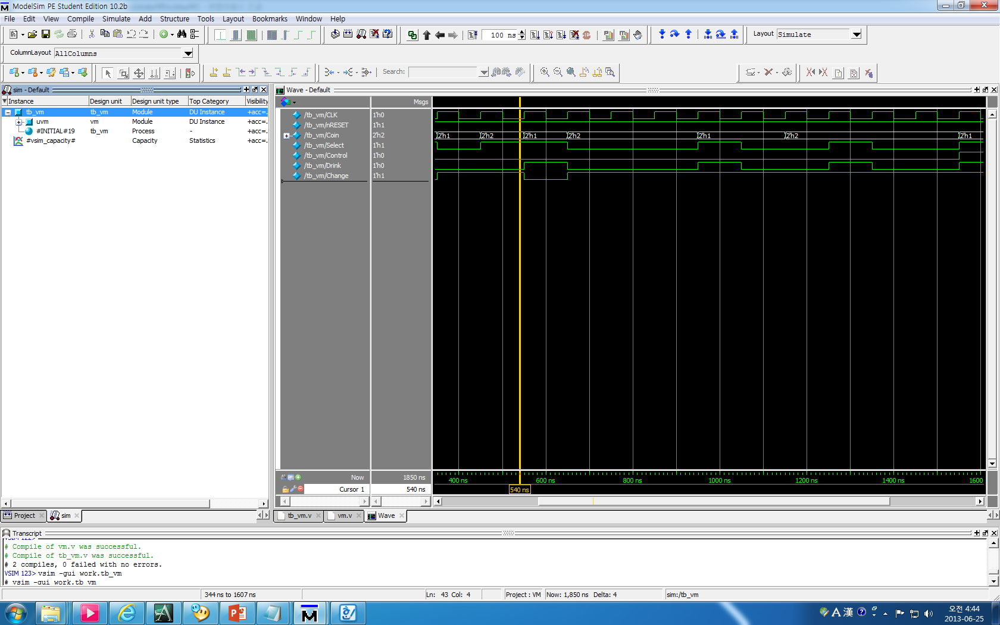 ModelSim PE Student Edition 10.2b
File Edit View Compile Simulate Add Structure Tools Layout Bookmarks Window Help
100 ns
Layout Simulate
ColumnLayout AllColumns
Search:
sim - Default
Instance Design unit Design unit type Top Category Visibility
tb_vm tb_vm Module DU Instance +acc=.
uvm vm Module DU Instance +acc=.
#INITIAL#19 tb_vm Process - +acc=.
#vsim_capacity# Capacity Statistics +acc=.
Wave - Default
Msgs
/tb_vm/CLK 1'h0
/tb_vm/nRESET 1'h1
/tb_vm/Coin 2'h2 2'h1 2'h2 2'h1 2'h2 2'h1 2'h2 2'h1
/tb_vm/Select 1'h1
/tb_vm/Control 1'h0
/tb_vm/Drink 1'h0
/tb_vm/Change 1'h1
Now 1850 ns 400 ns 600 ns 800 ns 1000 ns 1200 ns 1400 ns 1600
Cursor 1 540 ns 540 ns
Project sim
tb_vm.v vm.v Wave
Transcript
# Compile of vm.v was successful.
# Compile of tb_vm.v was successful.
# 2 compiles, 0 failed with no errors.
VSIM 123> vsim -gui work.tb_vm
# vsim -gui work.tb_vm
344 ns to 1607 ns Ln: 43 Col: 4 Project : VM Now: 1,850 ns Delta: 4 sim:/tb_vm
A 漢
오전 4:44
2013-06-25